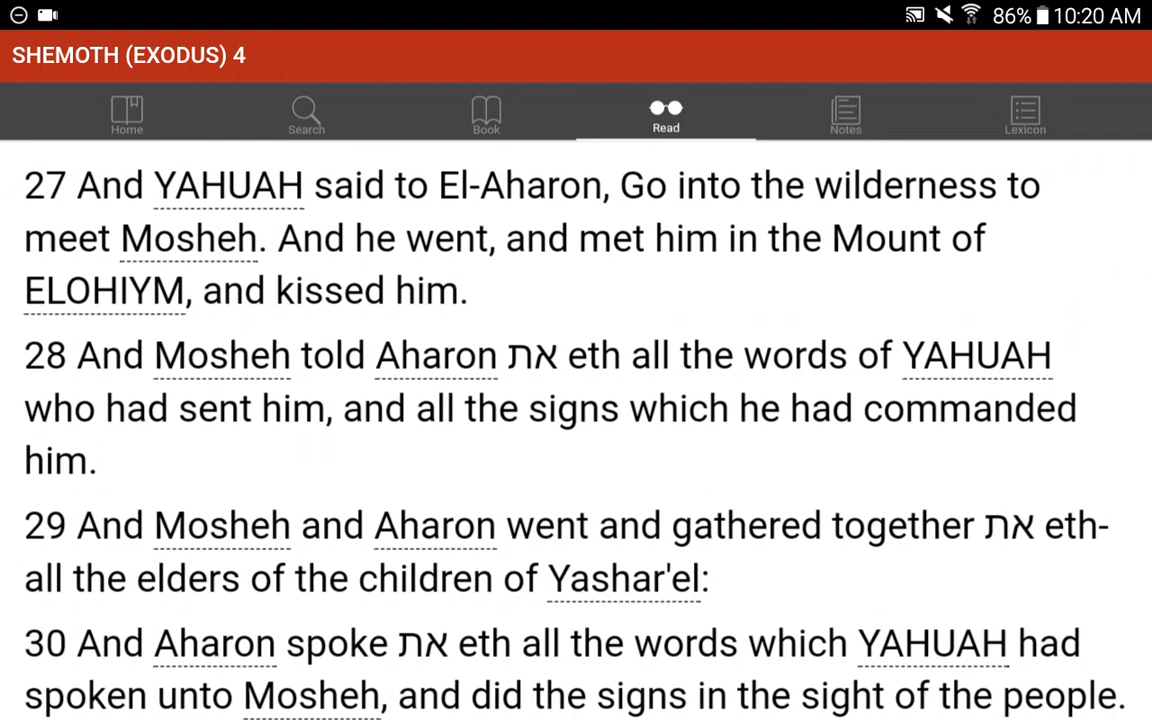 86% 10:20 AM
SHEMOTH (EXODUS) 4
Home Search Book Read Notes Lexicon
27 And YAHUAH said to El-Aharon, Go into the wilderness to
meet Mosheh. And he went, and met him in the Mount of
ELOHIYM, and kissed him.
28 And Mosheh told Aharon את eth all the words of YAHUAH
who had sent him, and all the signs which he had commanded
him.
29 And Mosheh and Aharon went and gathered together את eth-
all the elders of the children of Yashar'el:
30 And Aharon spoke את eth all the words which YAHUAH had
spoken unto Mosheh, and did the signs in the sight of the people.